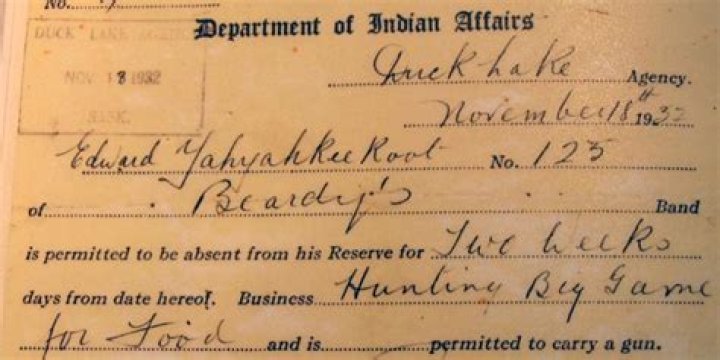 No.
Department of Indian Affairs
DUCK LAKE AGENCY
NOV 18 1932
SASK.
Duck Lake Agency.
November 18th 1932
Edward Yahyahkeekoot No. 125
of Beardy's Band
is permitted to be absent from his Reserve for Two Weeks
days from date hereof. Business Hunting Big Game
for Food and is permitted to carry a gun.